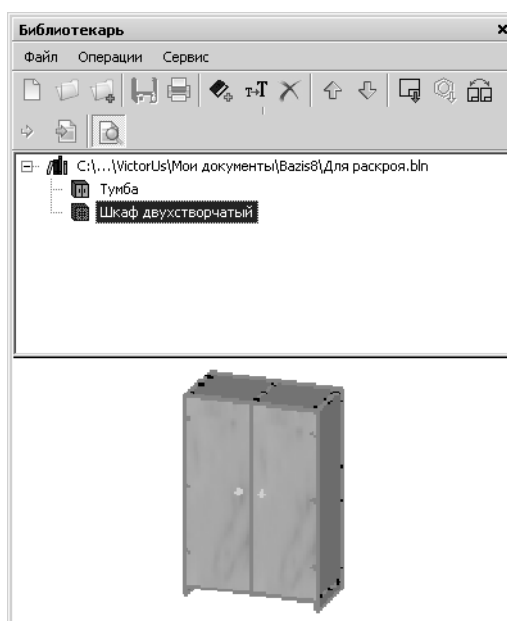 Библиотекарь
Файл Операции Сервис
T→T
C:\...\VictorUs\Мои документы\Bazis8\Для раскроя.bln
Тумба
Шкаф двухстворчатый